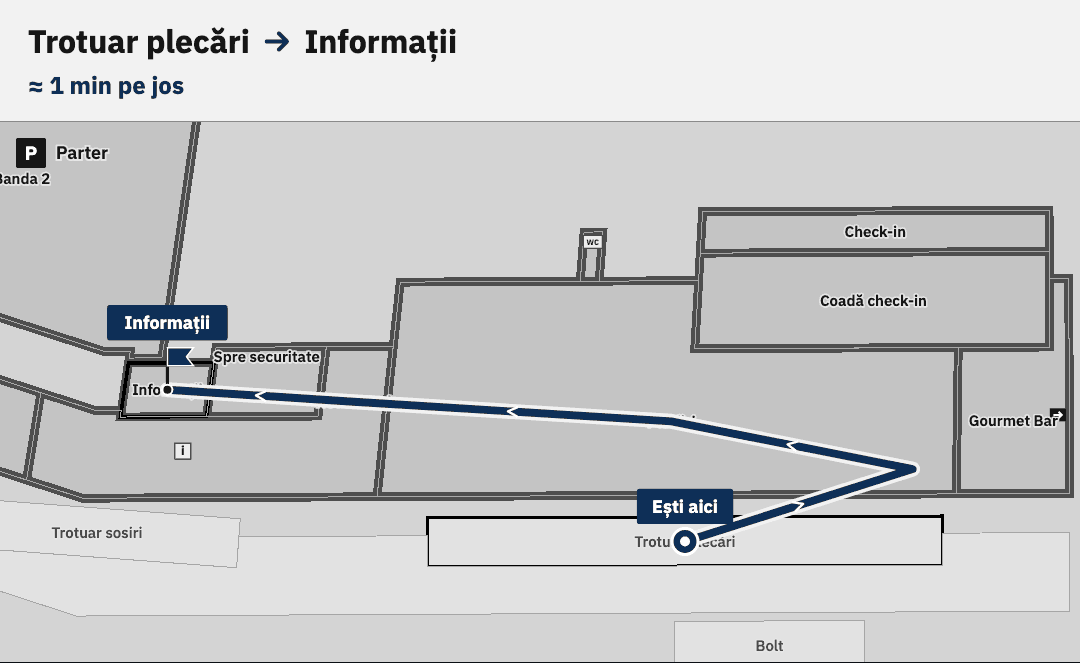 Trotuar plecări → Informații
≈ 1 min pe jos
P Parter
Banda 2
Check-in
wc
Coadă check-in
Informații
Spre securitate
Info
Gourmet Bar
i
Ești aici
Trotuar sosiri
Bolt